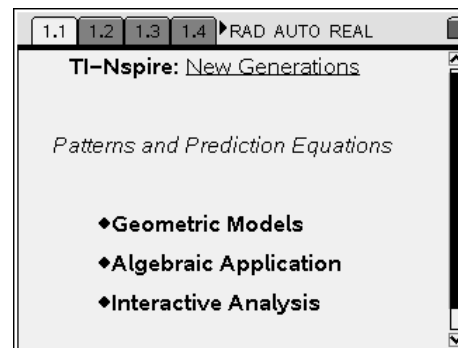 1.1 1.2 1.3 1.4 RAD AUTO REAL
TI-Nspire: New Generations
Patterns and Prediction Equations
◆Geometric Models
◆Algebraic Application
◆Interactive Analysis